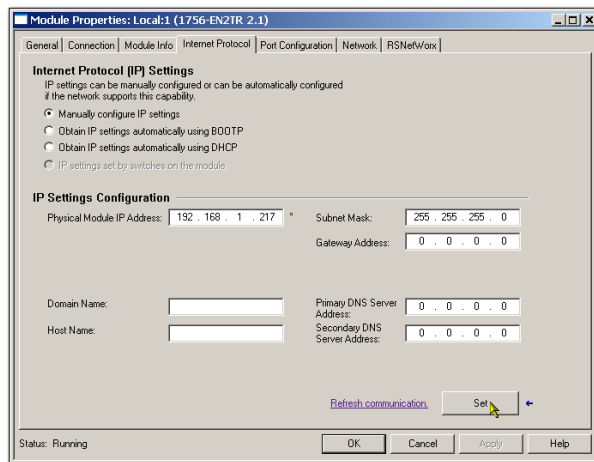 Module Properties: Local:1 (1756-EN2TR 2.1)
General Connection Module Info Internet Protocol Port Configuration Network RSNetWorx
Internet Protocol (IP) Settings
IP settings can be manually configured or can be automatically configured
if the network supports this capability.
Manually configure IP settings
Obtain IP settings automatically using BOOTP
Obtain IP settings automatically using DHCP
IP settings set by switches on the module
IP Settings Configuration
Physical Module IP Address: 192 . 168 . 1 . 217 * Subnet Mask: 255 . 255 . 255 . 0
Gateway Address: 0 . 0 . 0 . 0
Domain Name: Primary DNS Server Address: 0 . 0 . 0 . 0
Host Name: Secondary DNS Server Address: 0 . 0 . 0 . 0
Refresh communication. Set
Status: Running OK Cancel Apply Help